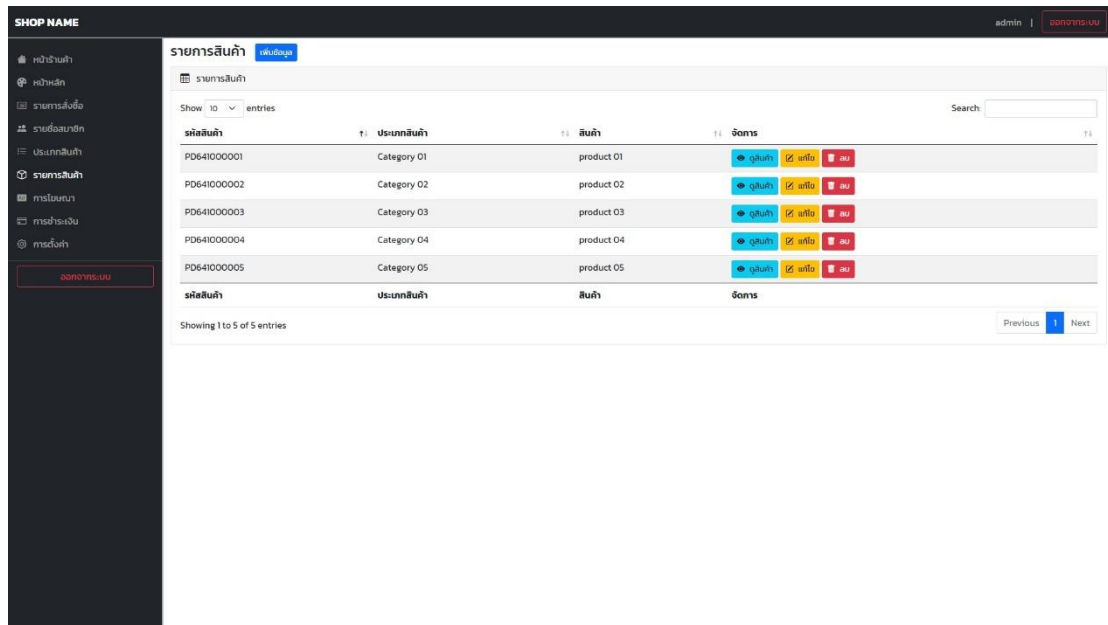 SHOP NAME
admin | ออกจากระบบ
หน้าร้านค้า
หน้าหลัก
รายการสั่งซื้อ
รายชื่อสมาชิก
ประเภทสินค้า
รายการสินค้า
การโฆษณา
การชำระเงิน
การตั้งค่า
ออกจากระบบ
รายการสินค้า เพิ่มข้อมูล
รายการสินค้า
Show 10 entries Search:
รหัสสินค้า ประเภทสินค้า สินค้า จัดการ
PD641000001 Category 01 product 01 ดูสินค้า แก้ไข ลบ
PD641000002 Category 02 product 02 ดูสินค้า แก้ไข ลบ
PD641000003 Category 03 product 03 ดูสินค้า แก้ไข ลบ
PD641000004 Category 04 product 04 ดูสินค้า แก้ไข ลบ
PD641000005 Category 05 product 05 ดูสินค้า แก้ไข ลบ
รหัสสินค้า ประเภทสินค้า สินค้า จัดการ
Showing 1 to 5 of 5 entries Previous 1 Next